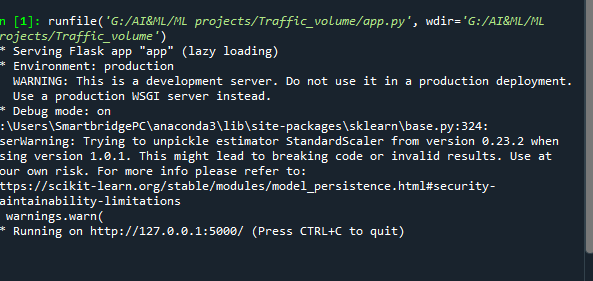 n [1]: runfile('G:/AI&ML/ML projects/Traffic_volume/app.py', wdir='G:/AI&ML/ML
rojects/Traffic_volume')
* Serving Flask app "app" (lazy loading)
* Environment: production
WARNING: This is a development server. Do not use it in a production deployment.
Use a production WSGI server instead.
* Debug mode: on
:\Users\SmartbridgePC\anaconda3\lib\site-packages\sklearn\base.py:324:
serWarning: Trying to unpickle estimator StandardScaler from version 0.23.2 when
sing version 1.0.1. This might lead to breaking code or invalid results. Use at
our own risk. For more info please refer to:
ttps://scikit-learn.org/stable/modules/model_persistence.html#security-
aintainability-limitations
warnings.warn(
* Running on http://127.0.0.1:5000/ (Press CTRL+C to quit)